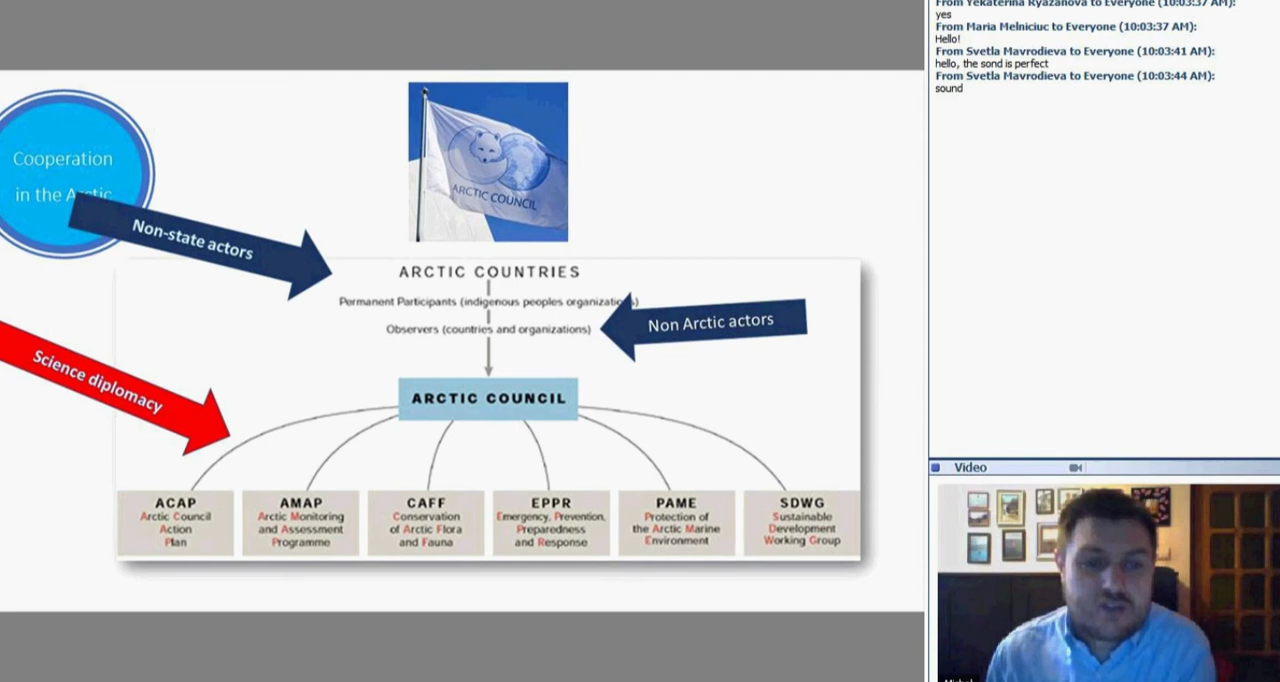 Cooperation
in the Arctic
Non-state actors
Science diplomacy
ARCTIC COUNCIL
ARCTIC COUNTRIES
Permanent Participants (indigenous peoples organizatio s)
Observers (countries and organizations)
Non Arctic actors
ARCTIC COUNCIL
ACAP
Arctic Council
Action
Plan
AMAP
Arctic Monitoring
and Assessment
Programme
CAFF
Conservation
of Arctic Flora
and Fauna
EPPR
Emergency, Prevention,
Preparedness
and Response
PAME
Protection of
the Arctic Marine
Environment
SDWG
Sustainable
Development
Working Group
From Yekaterina Ryazanova to Everyone (10:03:37 AM):
yes
From Maria Melniciuc to Everyone (10:03:37 AM):
Hello!
From Svetla Mavrodieva to Everyone (10:03:41 AM):
hello, the sond is perfect
From Svetla Mavrodieva to Everyone (10:03:44 AM):
sound
Video